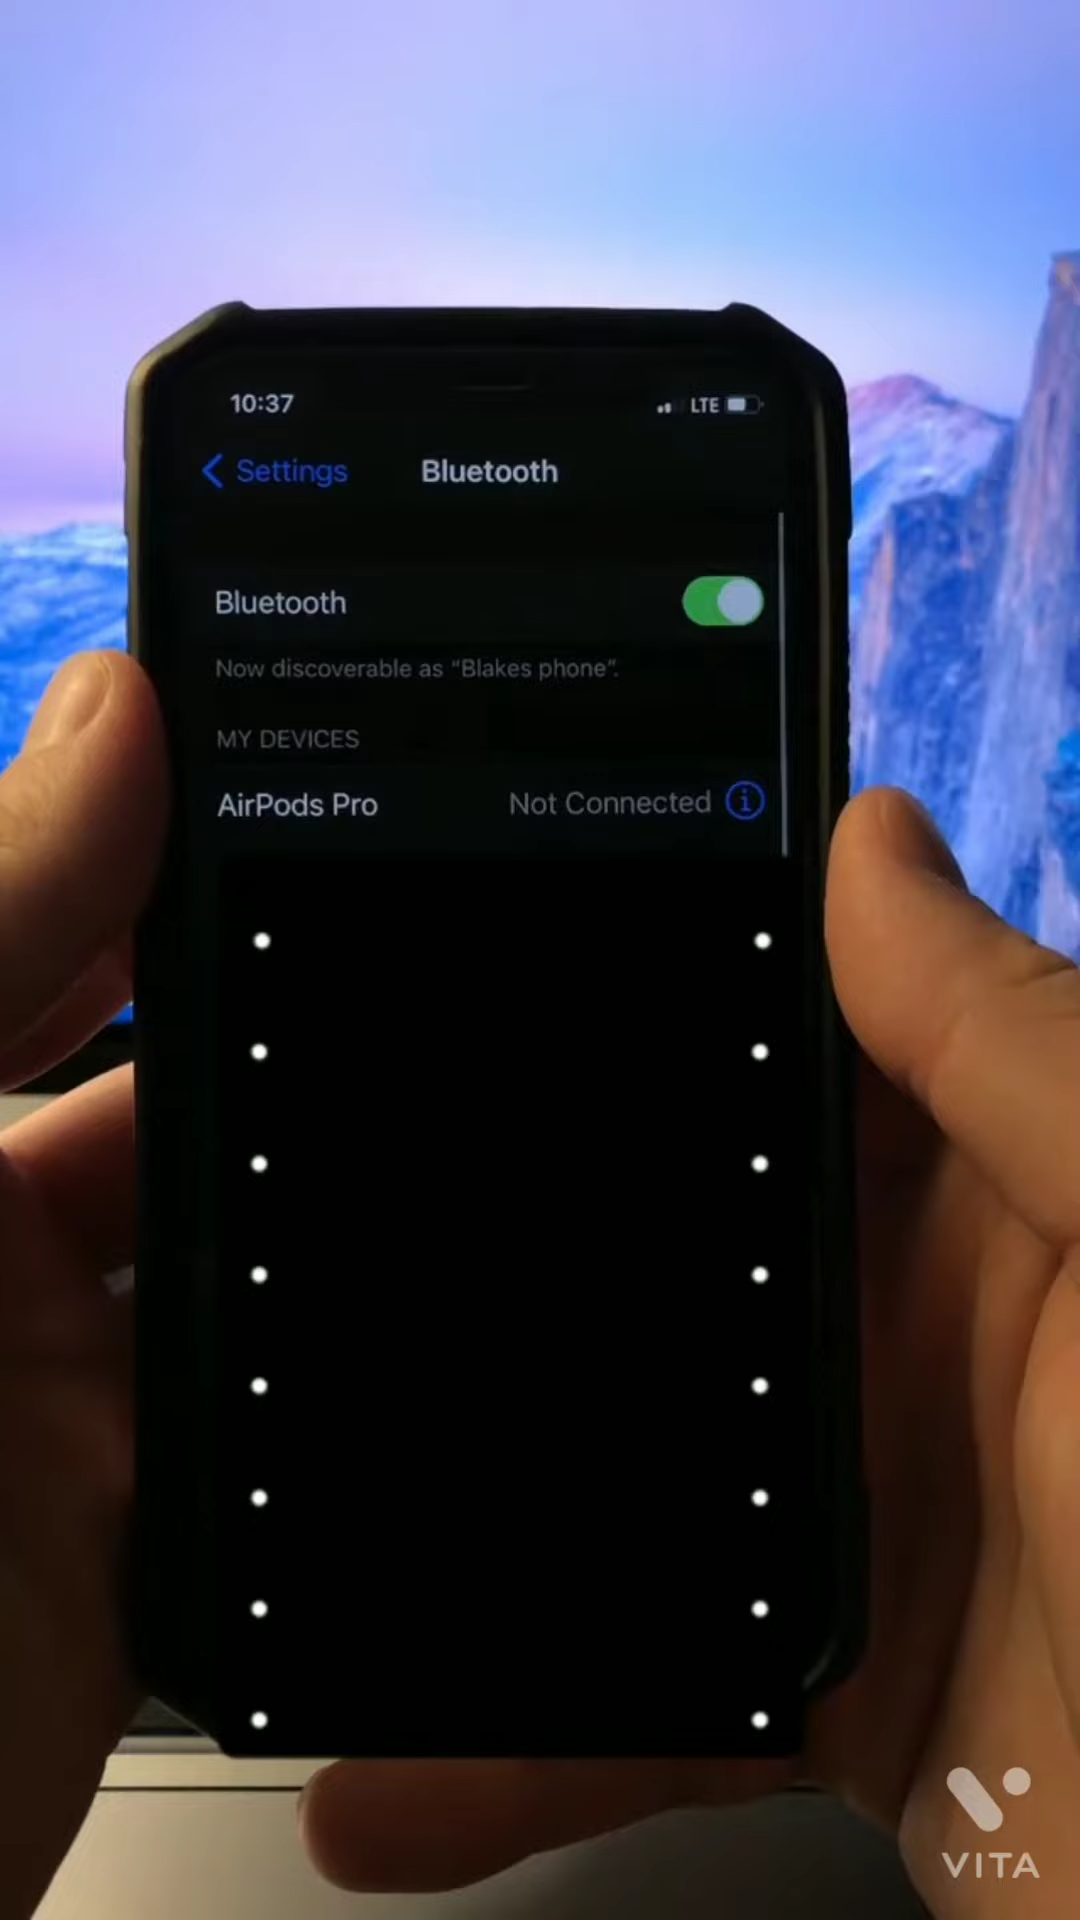 10:37 LTE
Settings Bluetooth
Bluetooth
Now discoverable as “Blakes phone”.
MY DEVICES
AirPods Pro Not Connected
VITA